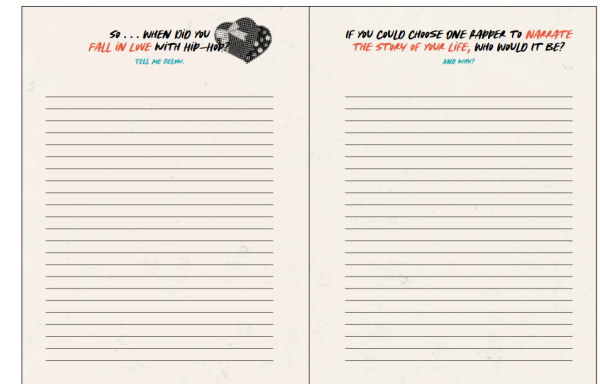 SO . . . WHEN DID YOU
FALL IN LOVE WITH HIP-HOP?
TELL ME BELOW.
IF YOU COULD CHOOSE ONE RAPPER TO NARRATE
THE STORY OF YOUR LIFE, WHO WOULD IT BE?
AND WHY?